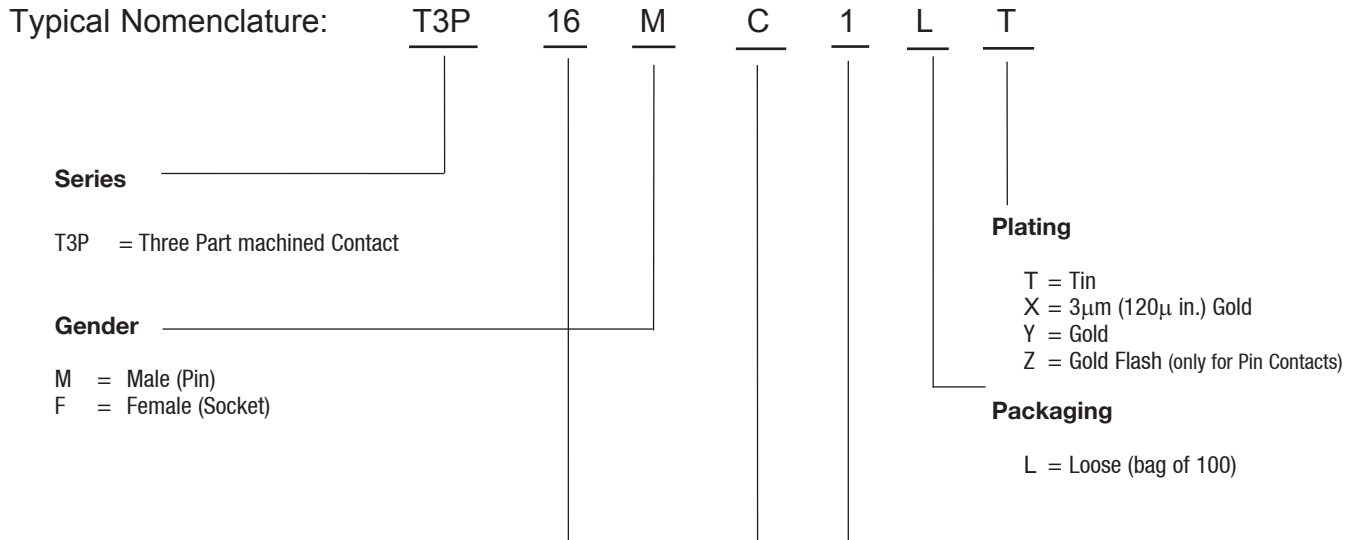 Typical Nomenclature: T3P 16 M C 1 L T
Series
T3P = Three Part machined Contact
Gender
M = Male (Pin)
F = Female (Socket)
Plating
T = Tin
X = 3µm (120µ in.) Gold
Y = Gold
Z = Gold Flash (only for Pin Contacts)
Packaging
L = Loose (bag of 100)